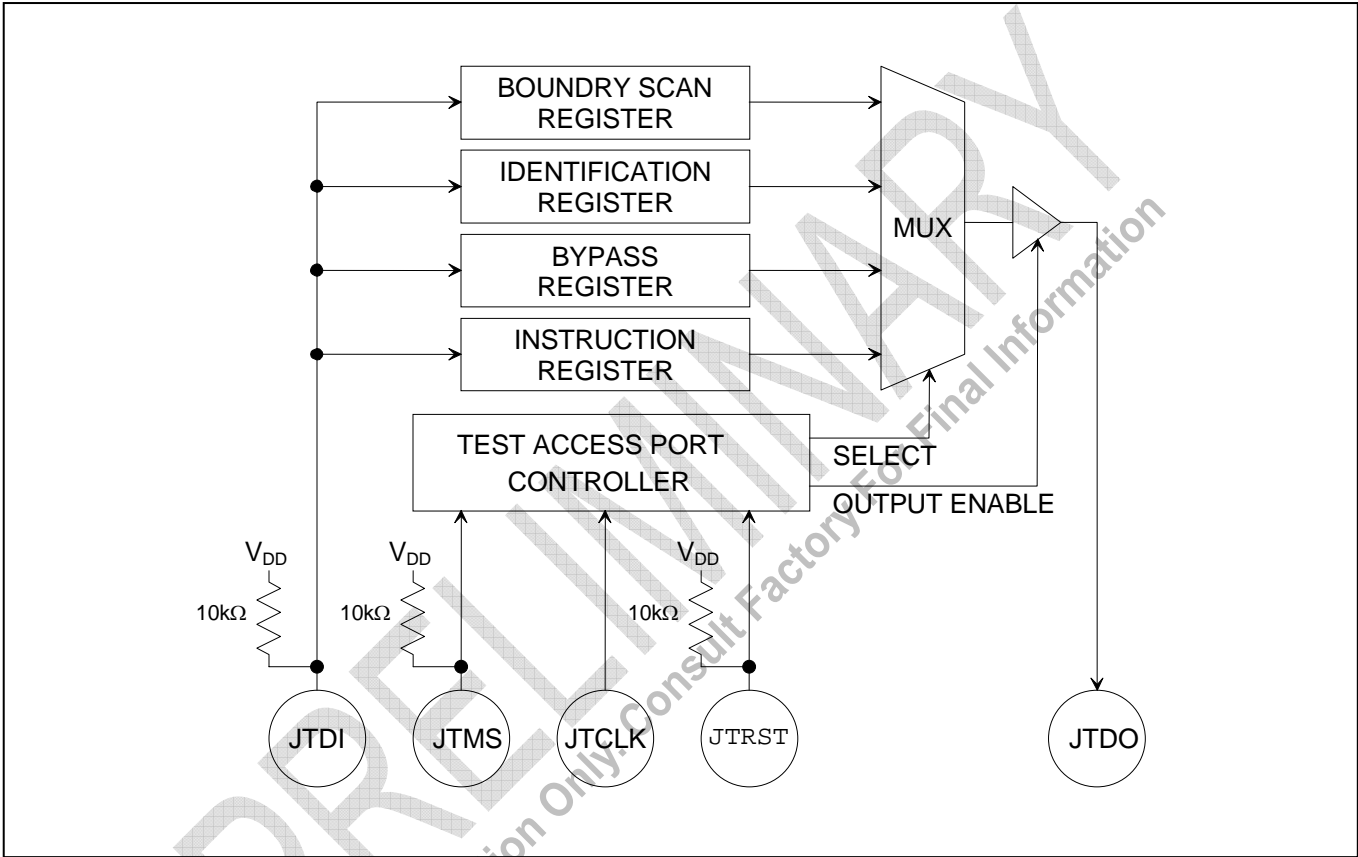 BOUNDRY SCAN
REGISTER
IDENTIFICATION
REGISTER
BYPASS
REGISTER
INSTRUCTION
REGISTER
MUX
TEST ACCESS PORT
CONTROLLER
SELECT
OUTPUT ENABLE
VDD
10kΩ
VDD
10kΩ
VDD
10kΩ
JTDI
JTMS
JTCLK
JTRST
JTDO
PRELIMINARY
Only. Consult Factory For Final Information